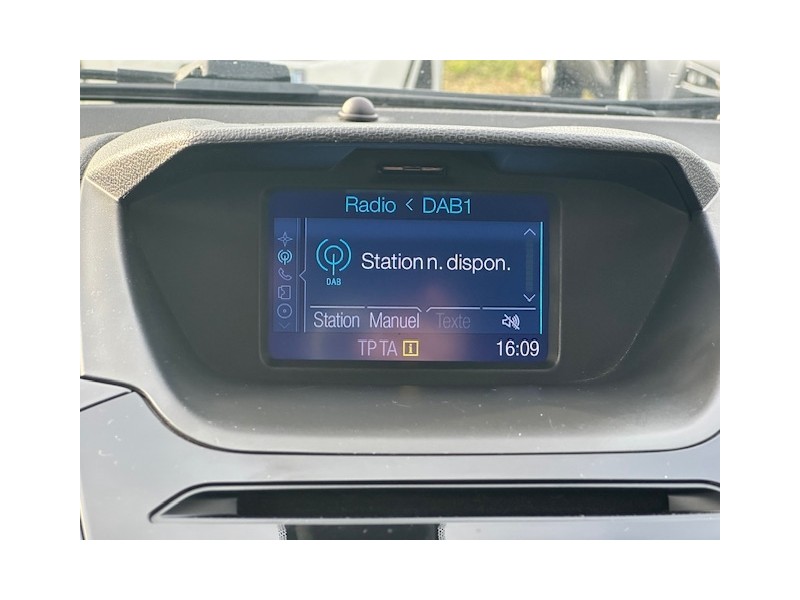 Radio < DAB1
Station n. dispon.
DAB
Station Manuel Texte
TP TA i 16:09